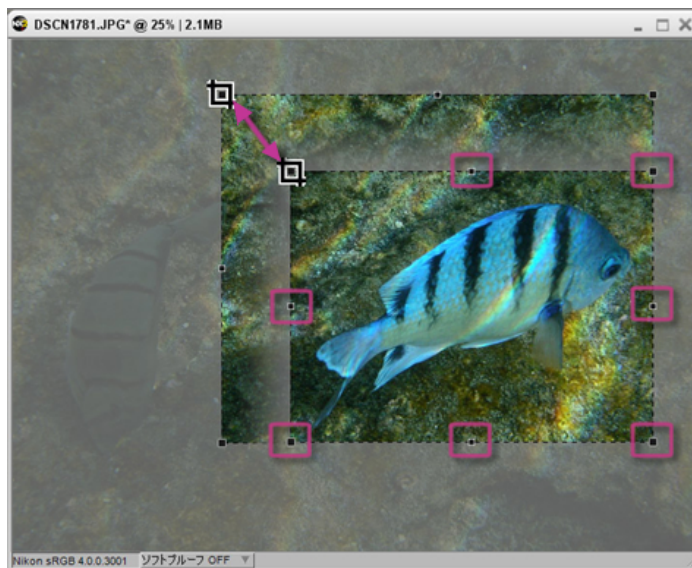 DSCN1781.JPG* @ 25% | 2.1MB
Nikon sRGB 4.0.0.3001 ソフトプルーフ OFF